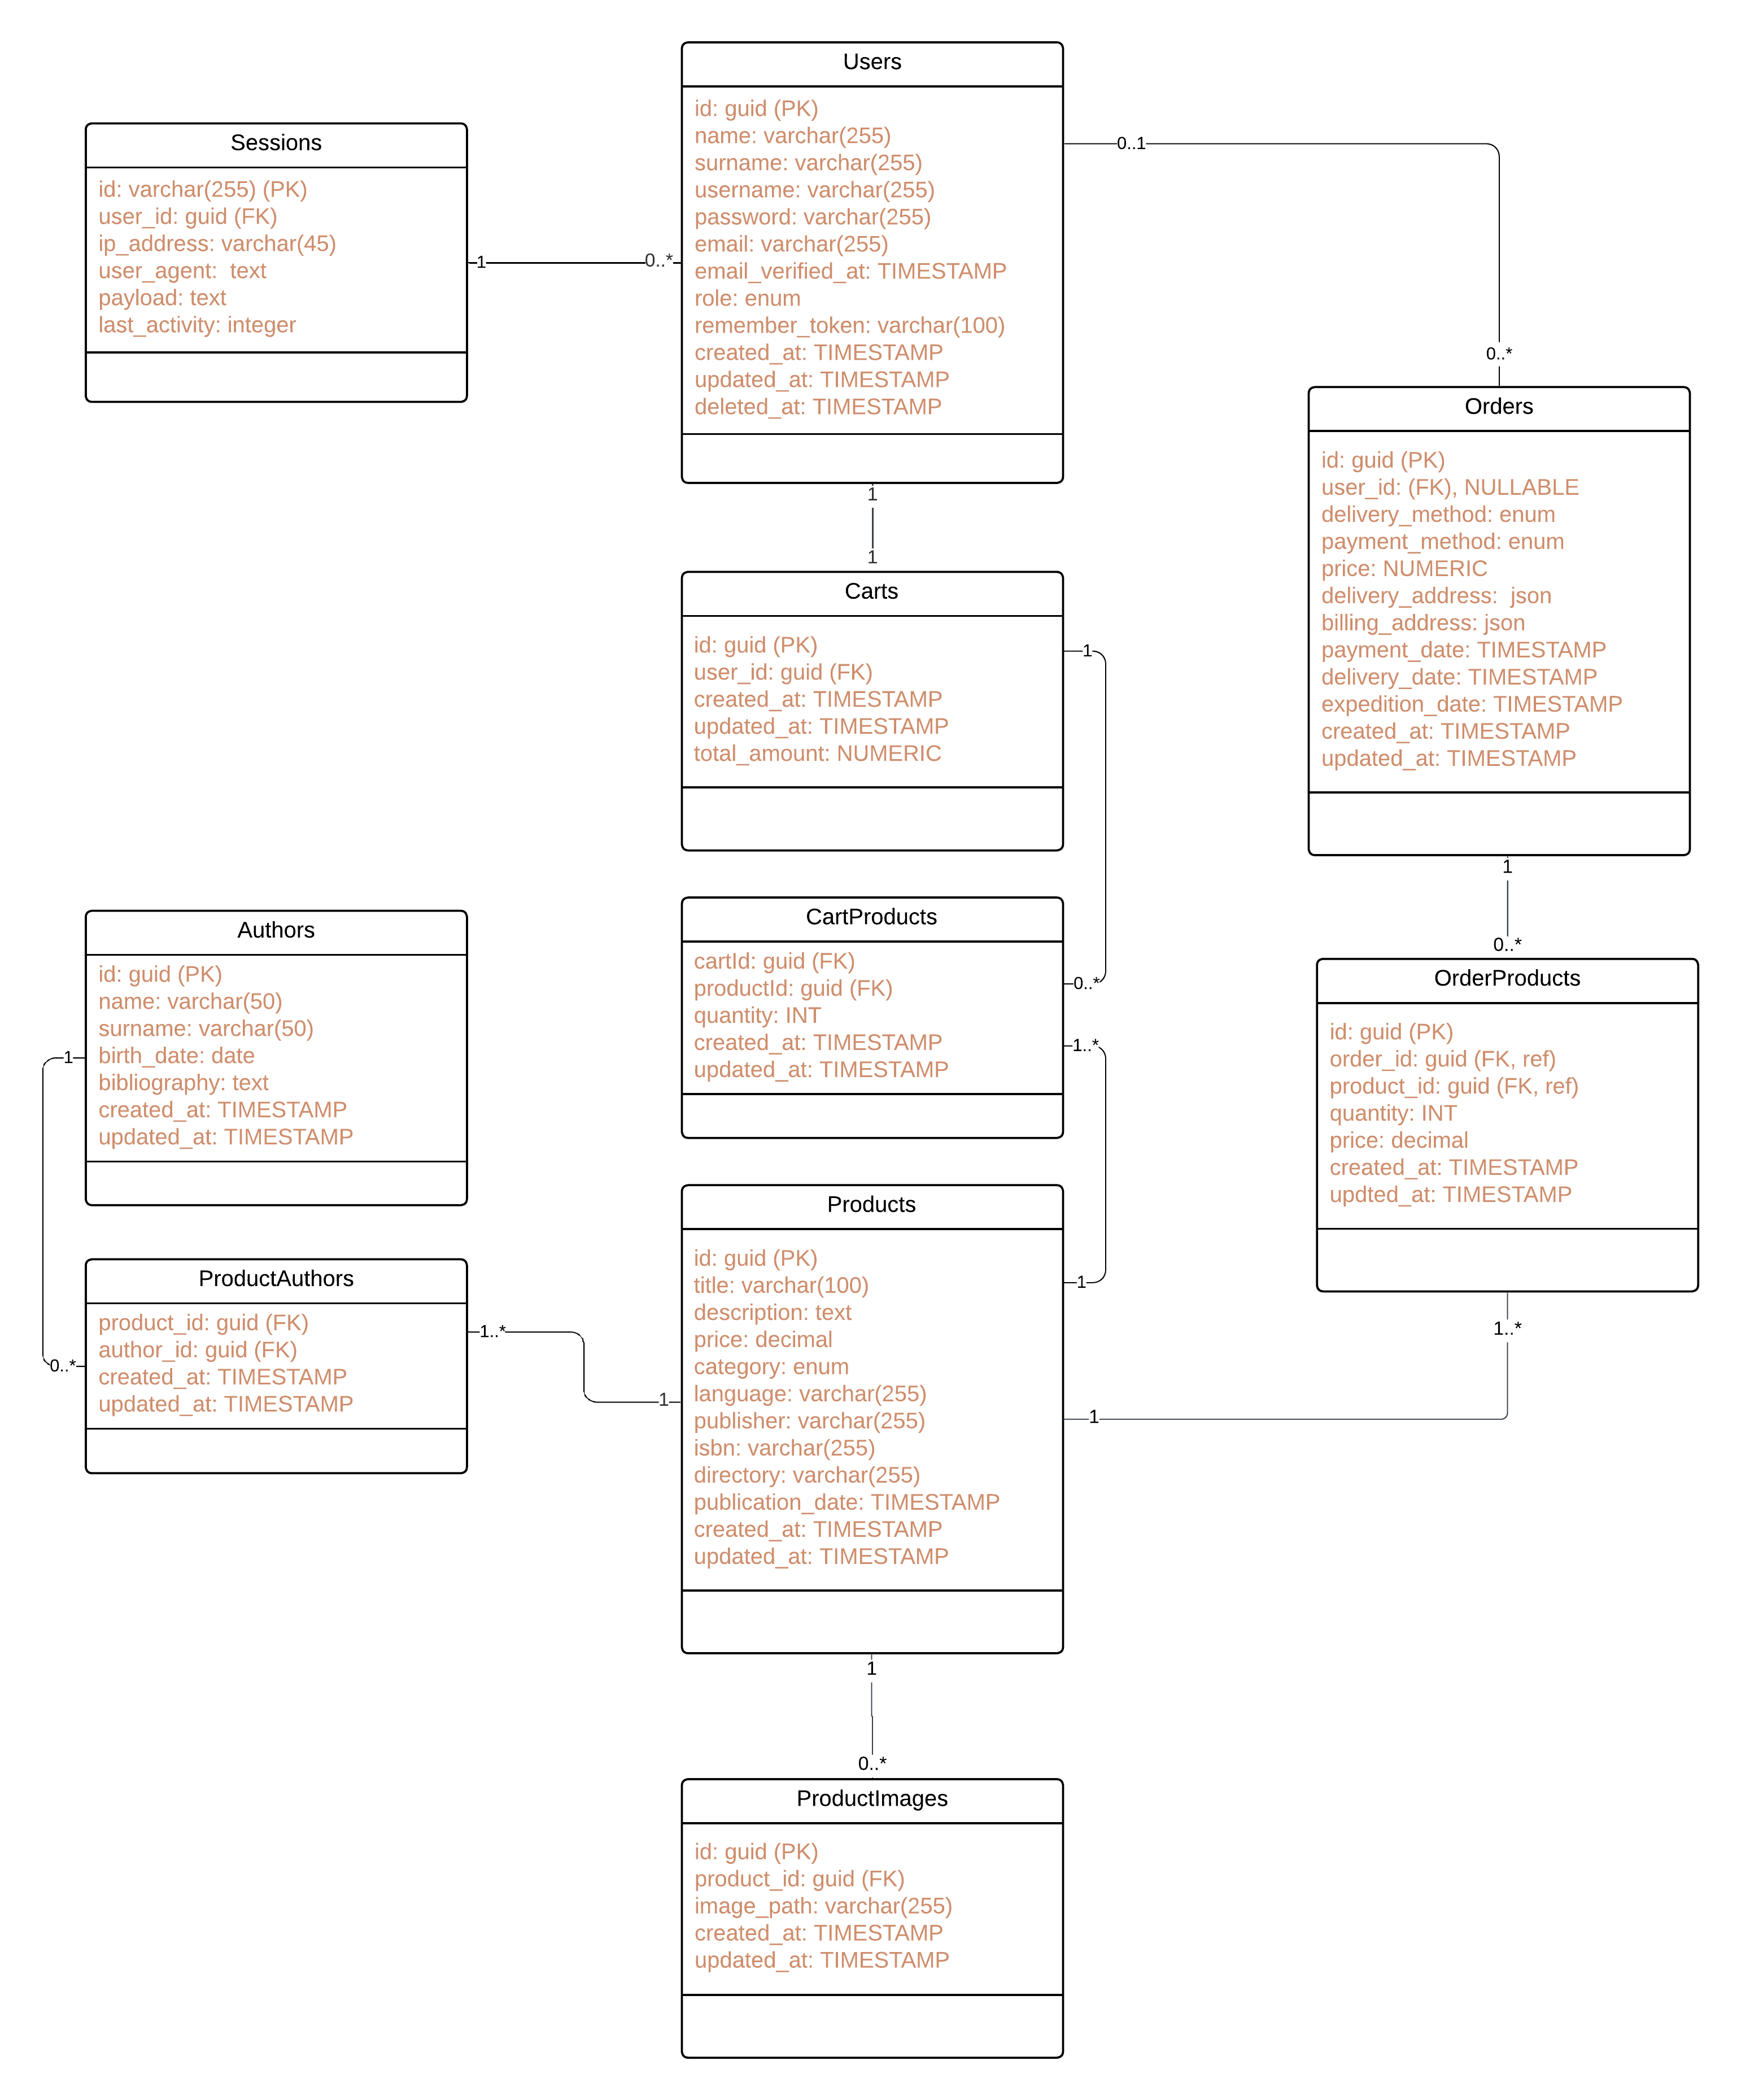 Users
id: guid (PK)
name: varchar(255)
surname: varchar(255)
username: varchar(255)
password: varchar(255)
email: varchar(255)
email_verified_at: TIMESTAMP
role: enum
remember_token: varchar(100)
created_at: TIMESTAMP
updated_at: TIMESTAMP
deleted_at: TIMESTAMP
Sessions
id: varchar(255) (PK)
user_id: guid (FK)
ip_address: varchar(45)
user_agent:  text
payload: text
last_activity: integer
1
0..*
0..1
0..*
1
1
Orders
id: guid (PK)
user_id: (FK), NULLABLE
delivery_method: enum
payment_method: enum
price: NUMERIC
delivery_address:  json
billing_address: json
payment_date: TIMESTAMP
delivery_date: TIMESTAMP
expedition_date: TIMESTAMP
created_at: TIMESTAMP
updated_at: TIMESTAMP
Carts
id: guid (PK)
user_id: guid (FK)
created_at: TIMESTAMP
updated_at: TIMESTAMP
total_amount: NUMERIC
1
0..*
1
0..*
CartProducts
cartId: guid (FK)
productId: guid (FK)
quantity: INT
created_at: TIMESTAMP
updated_at: TIMESTAMP
1..*
1
Authors
id: guid (PK)
name: varchar(50)
surname: varchar(50)
birth_date: date
bibliography: text
created_at: TIMESTAMP
updated_at: TIMESTAMP
1
0..*
OrderProducts
id: guid (PK)
order_id: guid (FK, ref)
product_id: guid (FK, ref)
quantity: INT
price: decimal
created_at: TIMESTAMP
updted_at: TIMESTAMP
1..*
1
ProductAuthors
product_id: guid (FK)
author_id: guid (FK)
created_at: TIMESTAMP
updated_at: TIMESTAMP
1..*
1
Products
id: guid (PK)
title: varchar(100)
description: text
price: decimal
category: enum
language: varchar(255)
publisher: varchar(255)
isbn: varchar(255)
directory: varchar(255)
publication_date: TIMESTAMP
created_at: TIMESTAMP
updated_at: TIMESTAMP
1
0..*
ProductImages
id: guid (PK)
product_id: guid (FK)
image_path: varchar(255)
created_at: TIMESTAMP
updated_at: TIMESTAMP